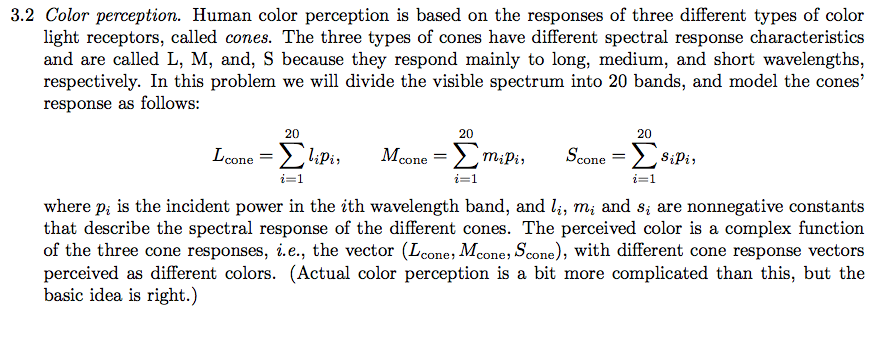 3.2 Color perception. Human color perception is based on the responses of three different types of color
light receptors, called cones. The three types of cones have different spectral response characteristics
and are called L, M, and, S because they respond mainly to long, medium, and short wavelengths,
respectively. In this problem we will divide the visible spectrum into 20 bands, and model the cones'
response as follows:
L_cone = ∑_{i=1}^{20} l_i p_i, M_cone = ∑_{i=1}^{20} m_i p_i, S_cone = ∑_{i=1}^{20} s_i p_i,
where p_i is the incident power in the ith wavelength band, and l_i, m_i and s_i are nonnegative constants
that describe the spectral response of the different cones. The perceived color is a complex function
of the three cone responses, i.e., the vector (L_cone, M_cone, S_cone), with different cone response vectors
perceived as different colors. (Actual color perception is a bit more complicated than this, but the
basic idea is right.)